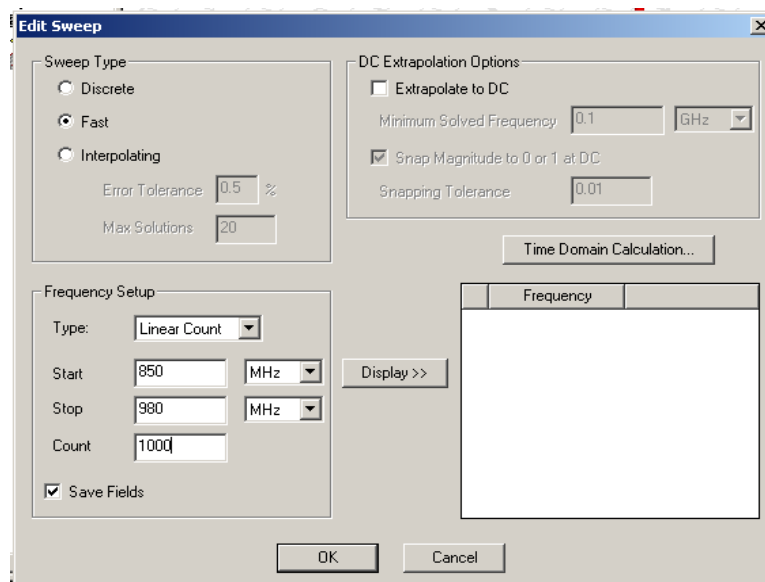 Edit Sweep
Sweep Type
Discrete
Fast
Interpolating
Error Tolerance 0.5 %
Max Solutions 20
DC Extrapolation Options
Extrapolate to DC
Minimum Solved Frequency 0.1 GHz
Snap Magnitude to 0 or 1 at DC
Snapping Tolerance 0.01
Time Domain Calculation...
Frequency Setup
Type: Linear Count
Start 850 MHz
Stop 980 MHz
Count 1000
Save Fields
Display >>
Frequency
OK Cancel